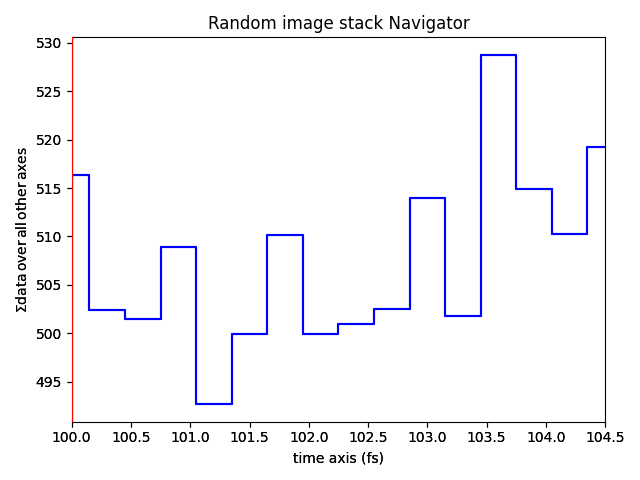 Random image stack Navigator
530
525
520
515
510
505
500
495
Σdata over all other axes
100.0 100.5 101.0 101.5 102.0 102.5 103.0 103.5 104.0 104.5
time axis (fs)